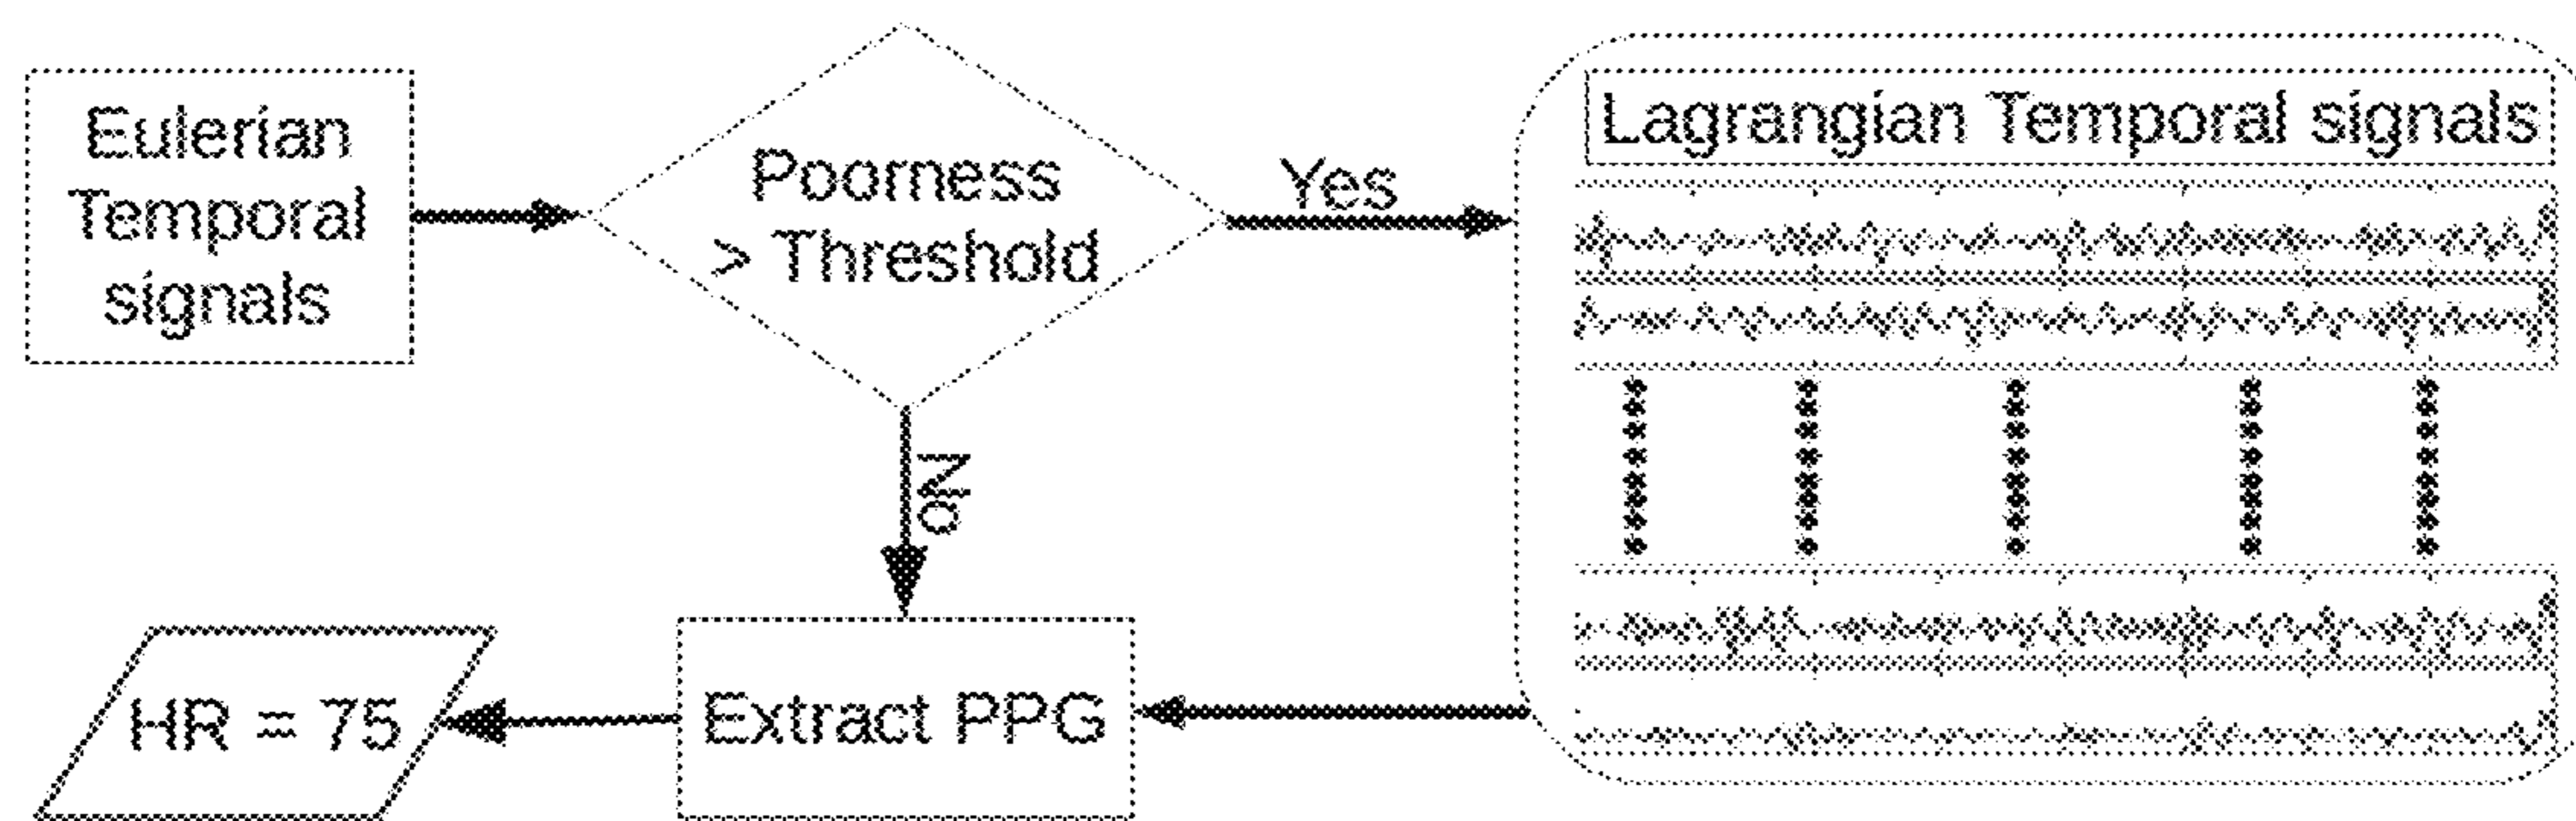 Eulerian
Temporal
signals
Poorness
> Threshold
Yes
Lagrangian Temporal signals
No
Extract PPG
HR = 75